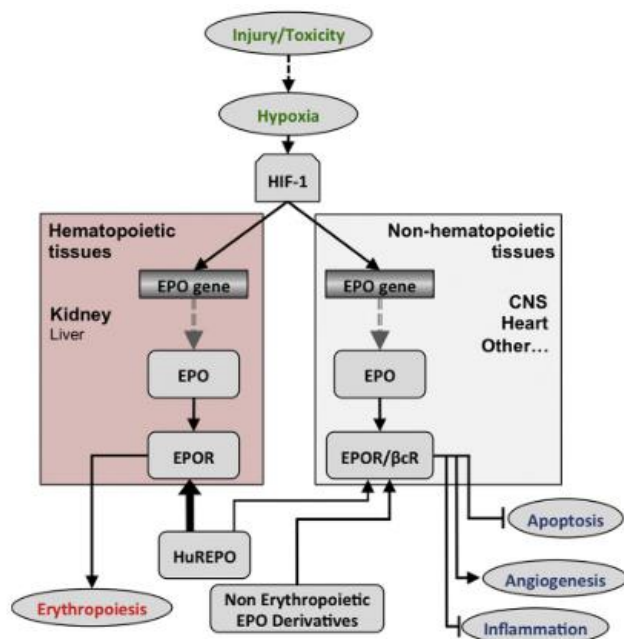 Injury/Toxicity
Hypoxia
HIF-1
Hematopoietic
tissues
Non-hematopoietic
tissues
EPO gene
EPO gene
Kidney
Liver
CNS
Heart
Other…
EPO
EPO
EPOR
EPOR/βcR
Apoptosis
HuREPO
Angiogenesis
Erythropoiesis
Non Erythropoietic
EPO Derivatives
Inflammation